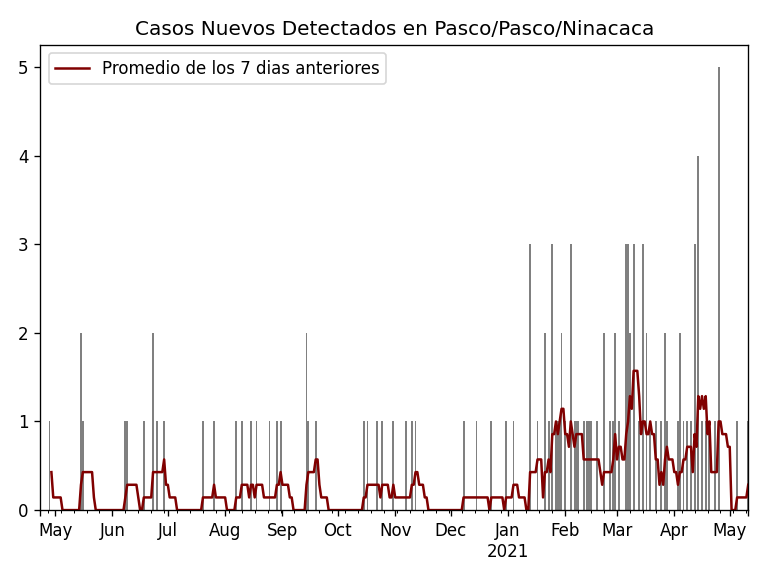 Casos Nuevos Detectados en Pasco/Pasco/Ninacaca
Promedio de los 7 dias anteriores
5
4
3
2
1
0
May Jun Jul Aug Sep Oct Nov Dec Jan Feb Mar Apr May
2021